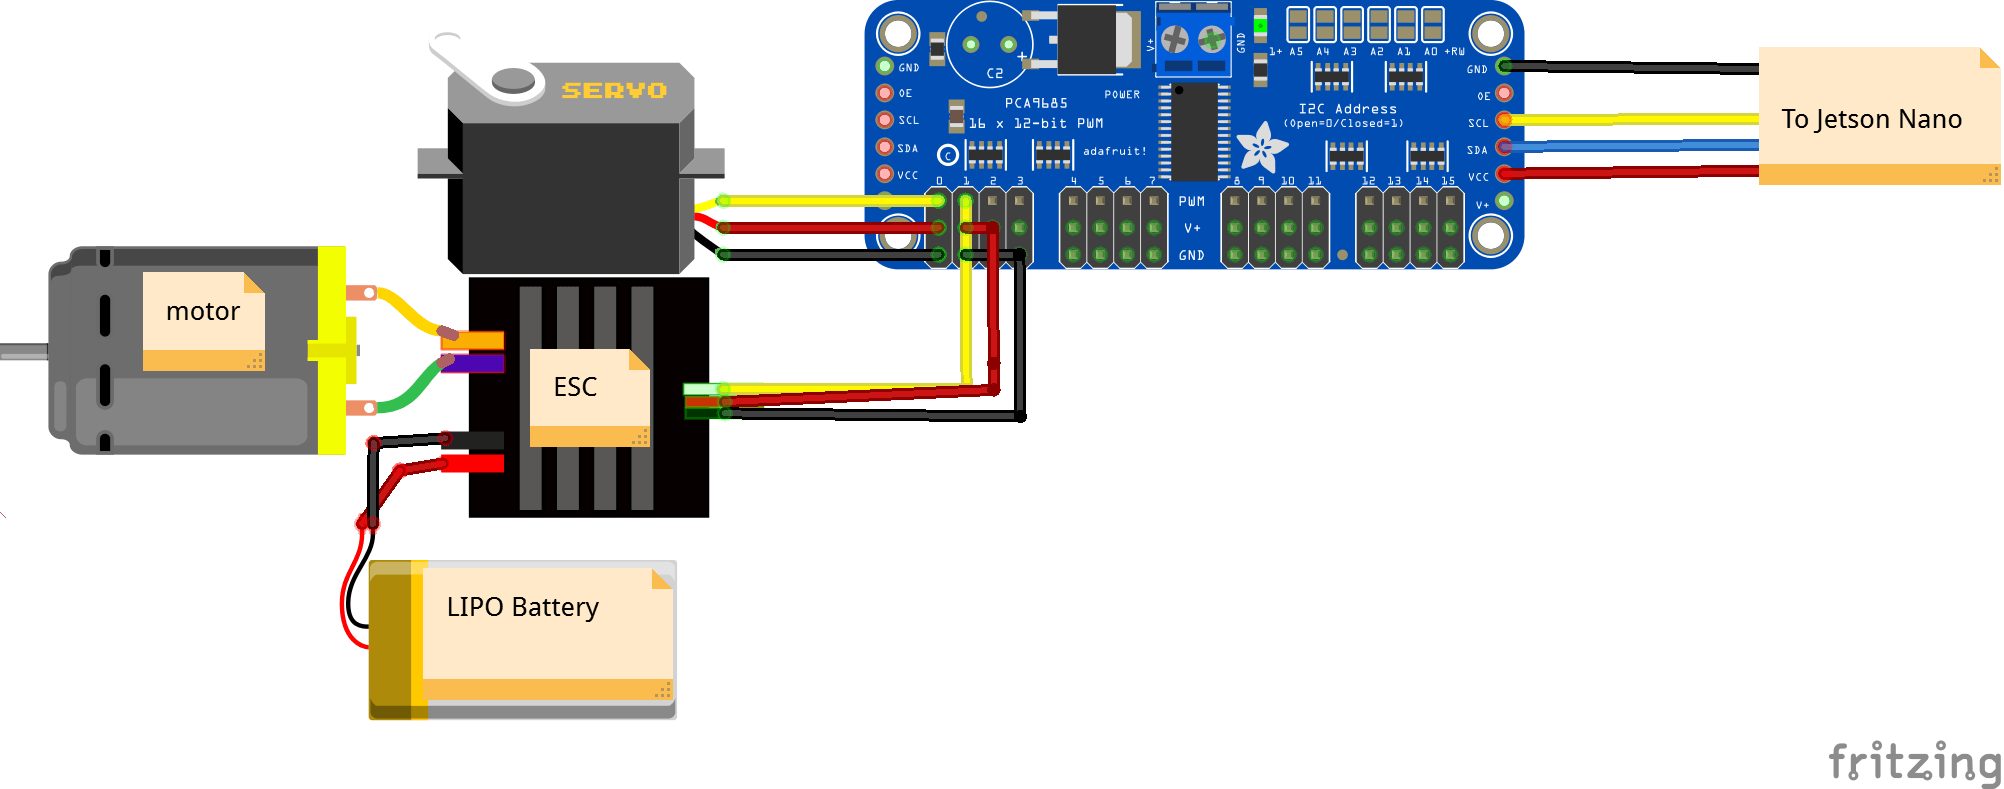 SERVO
motor
ESC
LIPO Battery
GND
OE
SCL
SDA
VCC
C2
+
PCA9685
16 x 12-bit PWM
C
adafruit!
POWER
V+
GND
1+ A5 A4 A3 A2 A1 A0 +RW
I2C Address
(Open=0/Closed=1)
0 1 2 3 4 5 6 7 8 9 10 11 12 13 14 15
PWM
V+
GND
GND
OE
SCL
SDA
VCC
V+
To Jetson Nano
fritzing